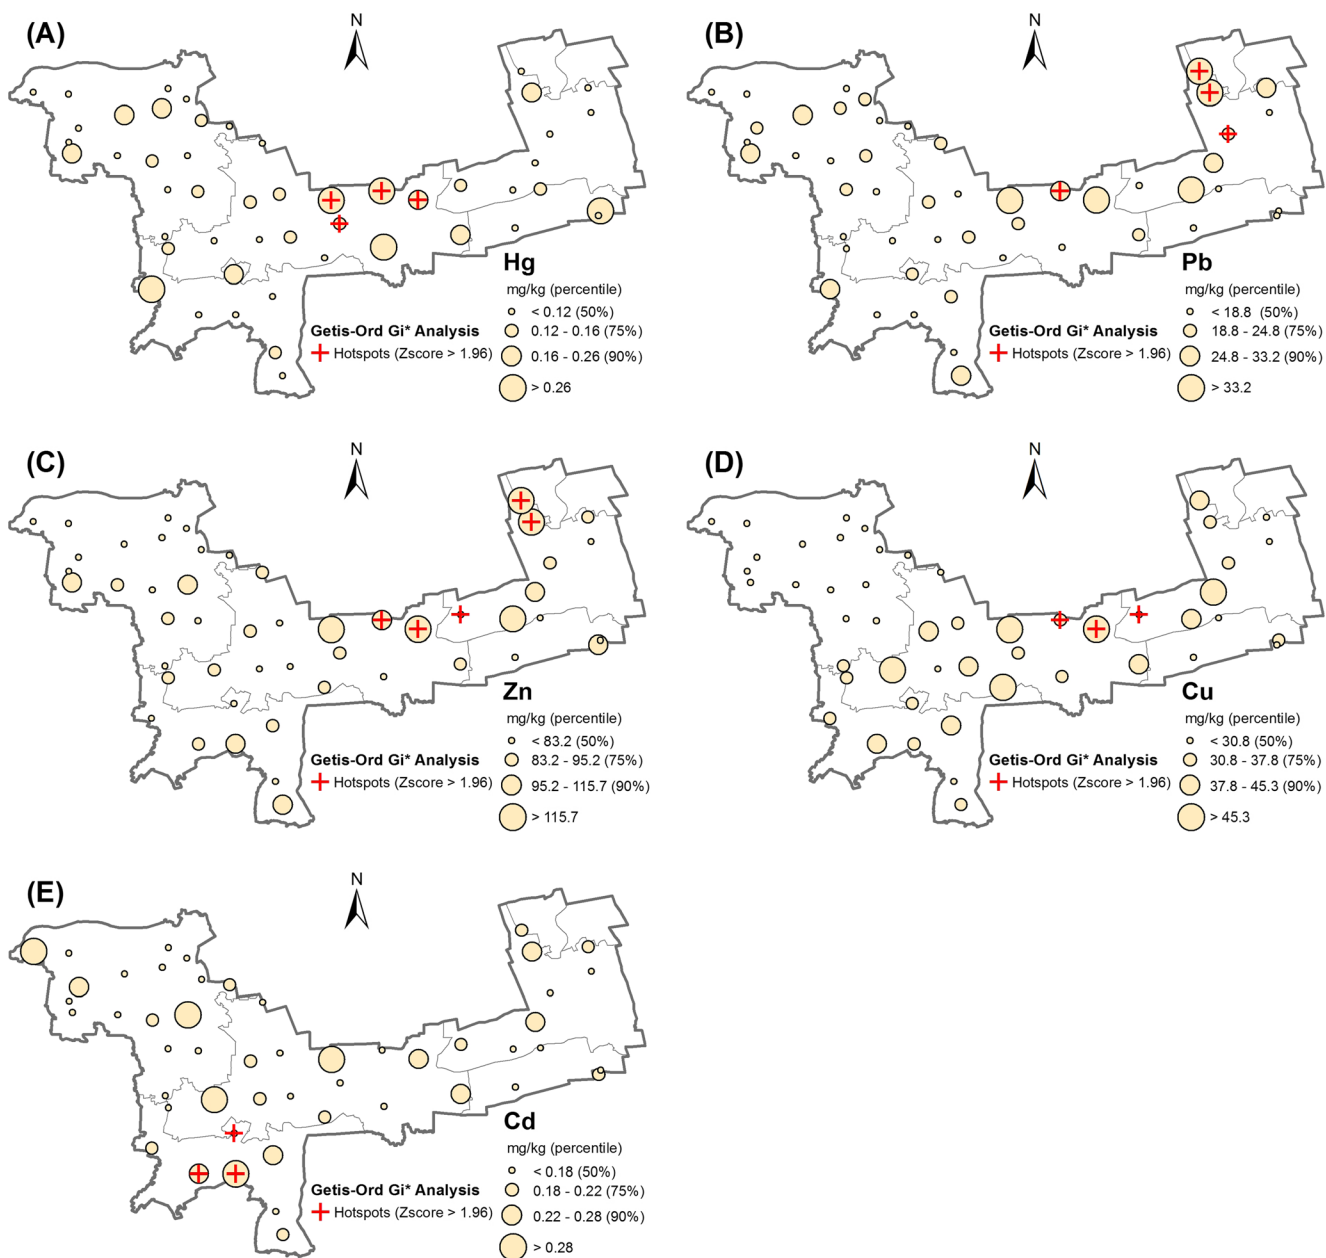 (A)
N
Hg
mg/kg (percentile)
< 0.12 (50%)
0.12 - 0.16 (75%)
0.16 - 0.26 (90%)
> 0.26
Getis-Ord Gi* Analysis
Hotspots (Zscore > 1.96)
(B)
N
Pb
mg/kg (percentile)
< 18.8 (50%)
18.8 - 24.8 (75%)
24.8 - 33.2 (90%)
> 33.2
Getis-Ord Gi* Analysis
Hotspots (Zscore > 1.96)
(C)
N
Zn
mg/kg (percentile)
< 83.2 (50%)
83.2 - 95.2 (75%)
95.2 - 115.7 (90%)
> 115.7
Getis-Ord Gi* Analysis
Hotspots (Zscore > 1.96)
(D)
N
Cu
mg/kg (percentile)
< 30.8 (50%)
30.8 - 37.8 (75%)
37.8 - 45.3 (90%)
> 45.3
Getis-Ord Gi* Analysis
Hotspots (Zscore > 1.96)
(E)
N
Cd
mg/kg (percentile)
< 0.18 (50%)
0.18 - 0.22 (75%)
0.22 - 0.28 (90%)
> 0.28
Getis-Ord Gi* Analysis
Hotspots (Zscore > 1.96)